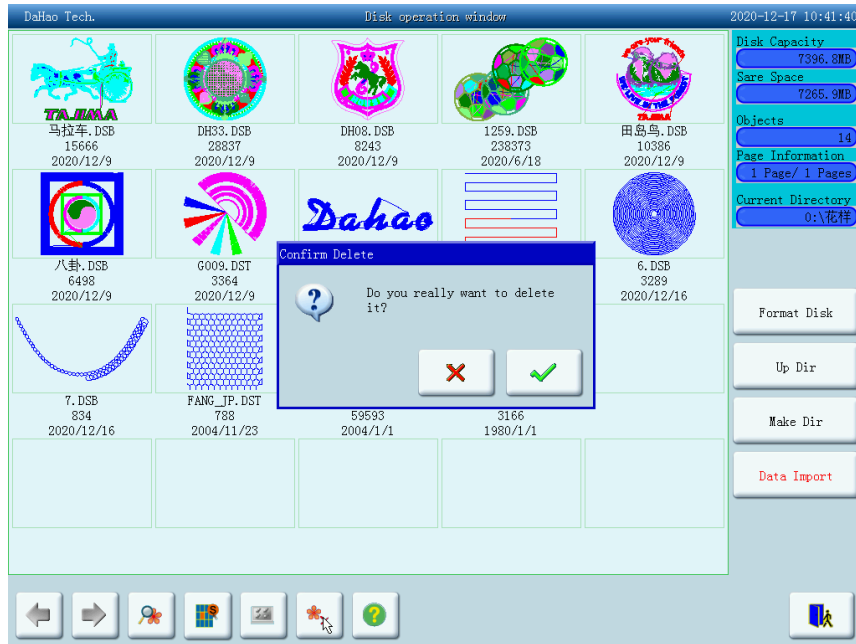 DaHao Tech.
Disk operation window
2020-12-17 10:41:40
TAJIMA
马拉车.DSB
15666
2020/12/9
DH33.DSB
28837
2020/12/9
DH08.DSB
8243
2020/12/9
1259.DSB
238373
2020/6/18
田岛鸟.DSB
10386
2020/12/9
八卦.DSB
6498
2020/12/9
G009.DST
3364
2020/12/9
Dahao
6.DSB
3289
2020/12/16
7.DSB
834
2020/12/16
FANG_JP.DST
788
2004/11/23
59593
2004/1/1
3166
1980/1/1
Confirm Delete
Do you really want to delete
it?
Disk Capacity
7396.8MB
Sare Space
7265.9MB
Objects
14
Page Information
1 Page/ 1 Pages
Current Directory
0:\花样
Format Disk
Up Dir
Make Dir
Data Import